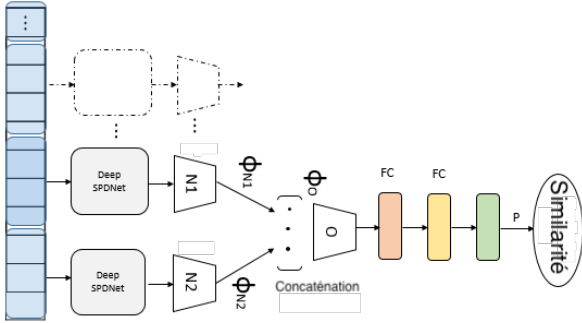 Deep
SPDNet
N1
ΦN1
Deep
SPDNet
N2
ΦN2
Concaténation
ΦO
O
FC
FC
P
Similarité